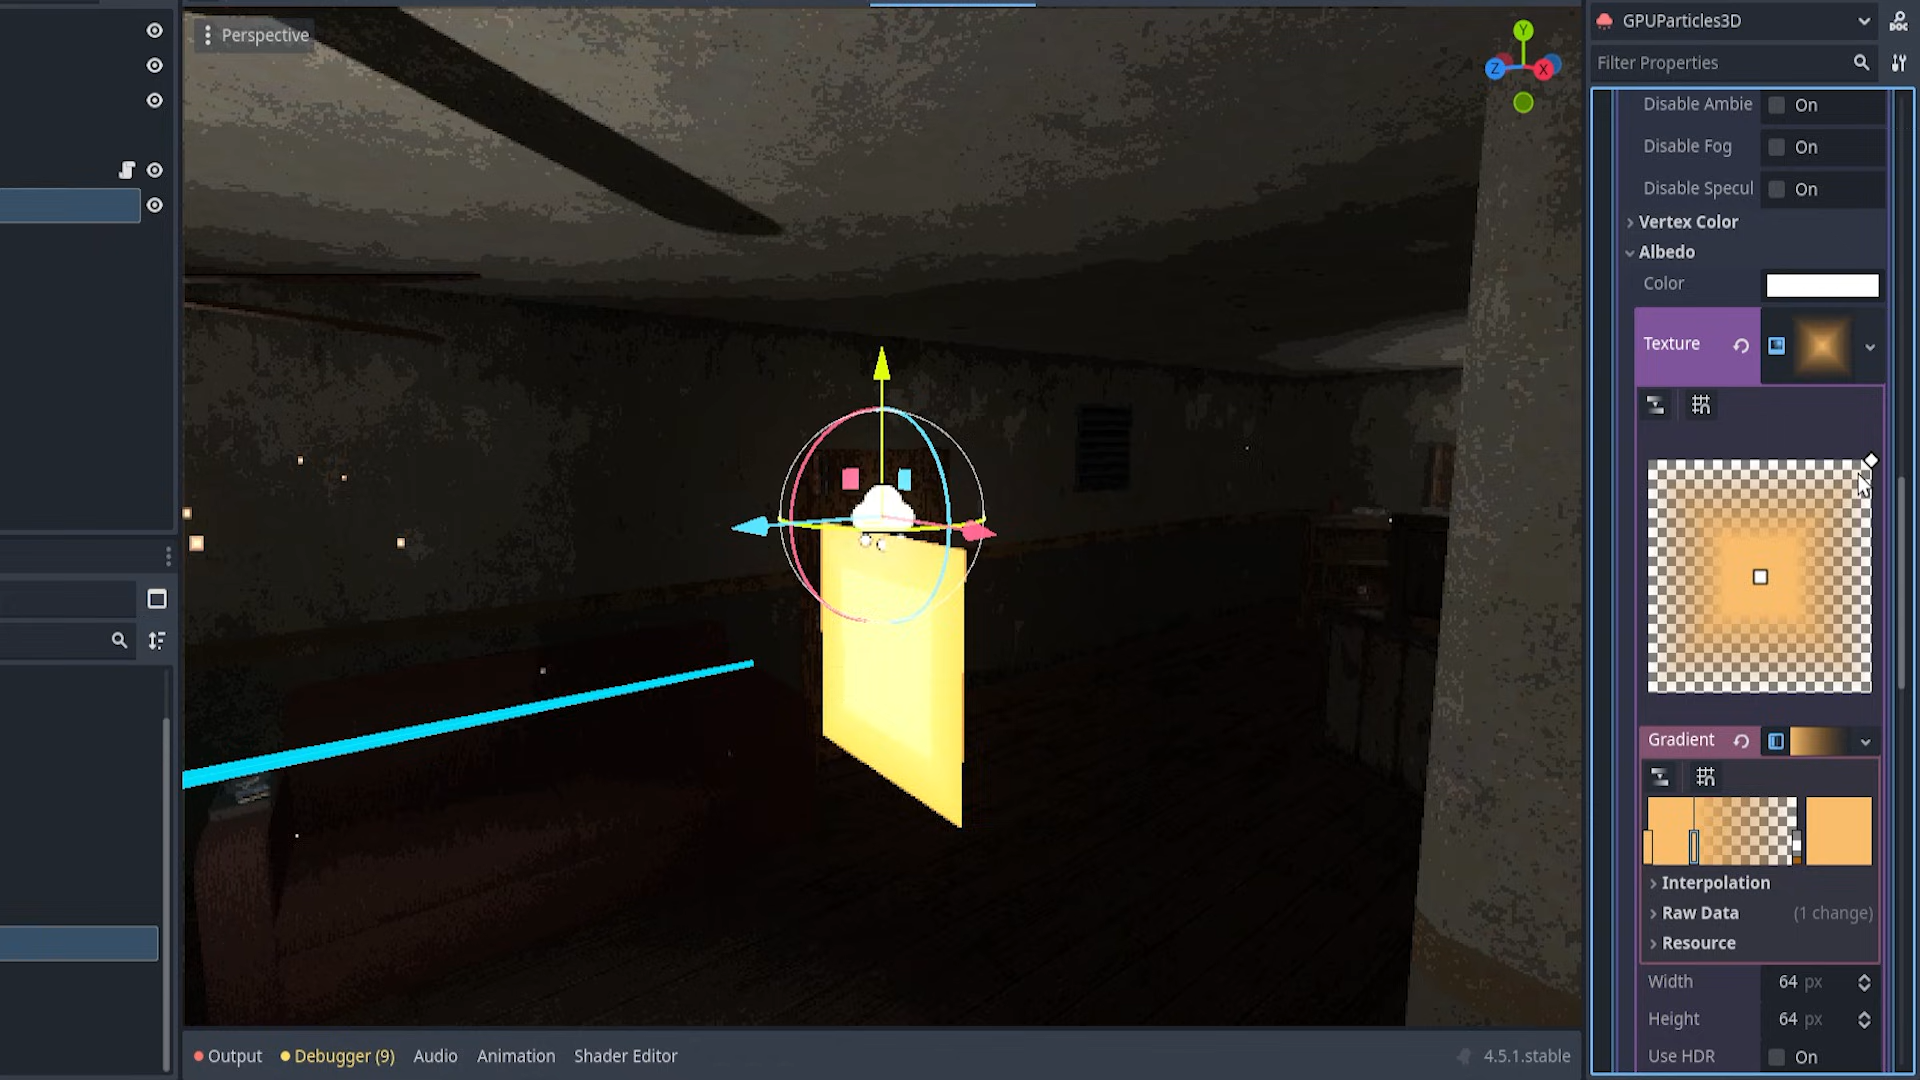 Perspective
Y
Z
X
GPUParticles3D
DOC
Filter Properties
Disable Ambie
On
Disable Fog
On
Disable Specul
On
Vertex Color
Albedo
Color
Texture
Gradient
Interpolation
Raw Data
(1 change)
Resource
Width
64 px
Height
64 px
Use HDR
On
Output
Debugger (9)
Audio
Animation
Shader Editor
4.5.1.stable